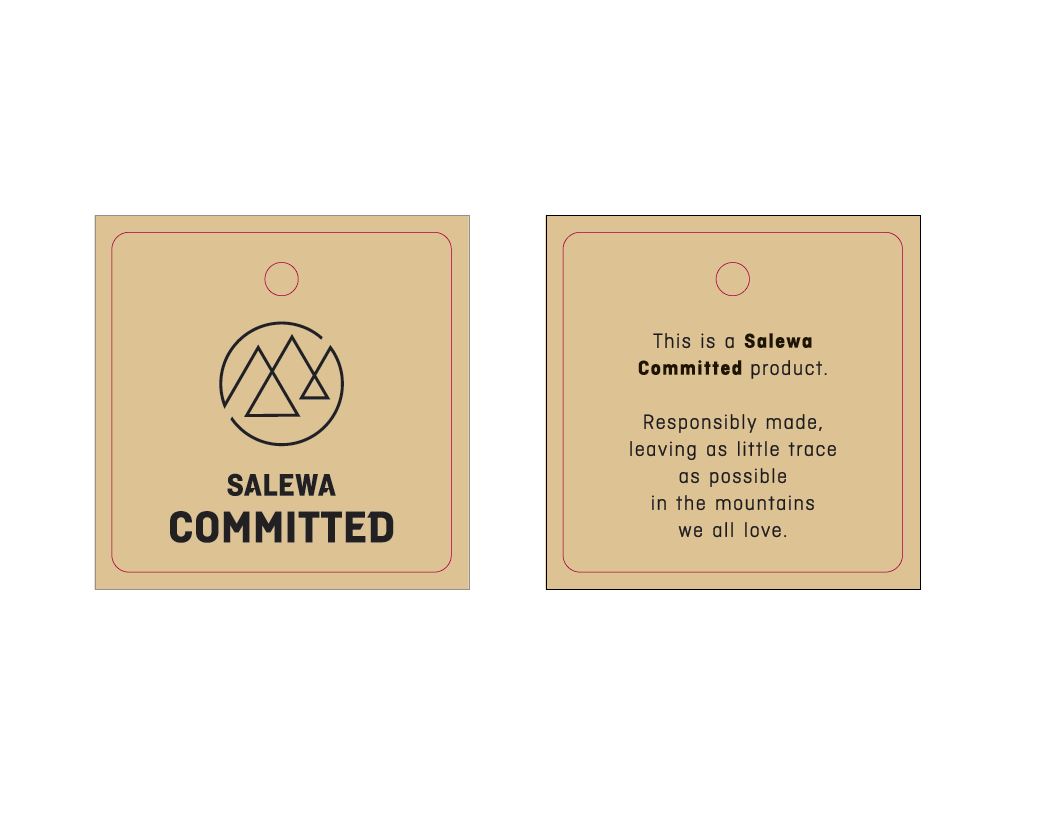 SALEWA
COMMITTED
This is a Salewa
Committed product.
Responsibly made,
leaving as little trace
as possible
in the mountains
we all love.